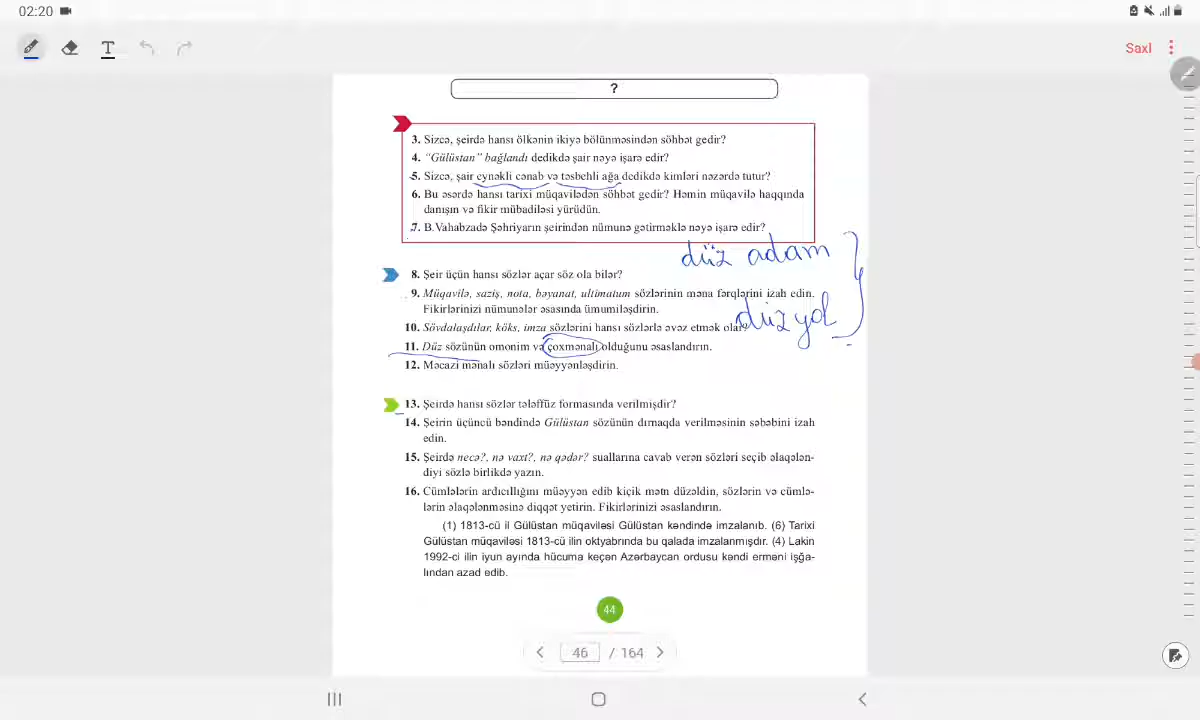 02:20
T
Saxl
?
3. Sizcə, şeirdə hansı ölkənin ikiyə bölünməsindən söhbət gedir?
4. “Gülüstan” bağlandı dedikdə şair nəyə işarə edir?
5. Sizcə, şair eynəkli cənab və təsbehli ağa dedikdə kimləri nəzərdə tutur?
6. Bu əsərdə hansı tarixi müqavilədən söhbət gedir? Həmin müqavilə haqqında
danışın və fikir mübadiləsi yürüdün.
7. B.Vahabzadə Şəhriyarın şeirindən nümunə gətirməklə nəyə işarə edir?
düz adam
8. Şeir üçün hansı sözlər açar söz ola bilər?
9. Müqavilə, saziş, nota, bəyanat, ultimatum sözlərinin məna fərqlərini izah edin.
Fikirlərinizi nümunələr əsasında ümumiləşdirin.
düz yol
10. Sövdalaşdılar, köks, imza sözlərini hansı sözlərlə əvəz etmək olar?
11. Düz sözünün omonim və çoxmənalı olduğunu əsaslandırın.
12. Məcazi mənalı sözləri müəyyənləşdirin.
13. Şeirdə hansı sözlər tələffüz formasında verilmişdir?
14. Şeirin üçüncü bəndində Gülüstan sözünün dırnaqda verilməsinin səbəbini izah
edin.
15. Şeirdə necə?, nə vaxt?, nə qədər? suallarına cavab verən sözləri seçib əlaqələn-
diyi sözlə birlikdə yazın.
16. Cümlələrin ardıcıllığını müəyyən edib kiçik mətn düzəldin, sözlərin və cümlə-
lərin əlaqələnməsinə diqqət yetirin. Fikirlərinizi əsaslandırın.
(1) 1813-cü il Gülüstan müqaviləsi Gülüstan kəndində imzalanıb. (6) Tarixi
Gülüstan müqaviləsi 1813-cü ilin oktyabrında bu qalada imzalanmışdır. (4) Lakin
1992-ci ilin iyun ayında hücuma keçən Azərbaycan ordusu kəndi erməni işğa-
lından azad edib.
44
46 / 164